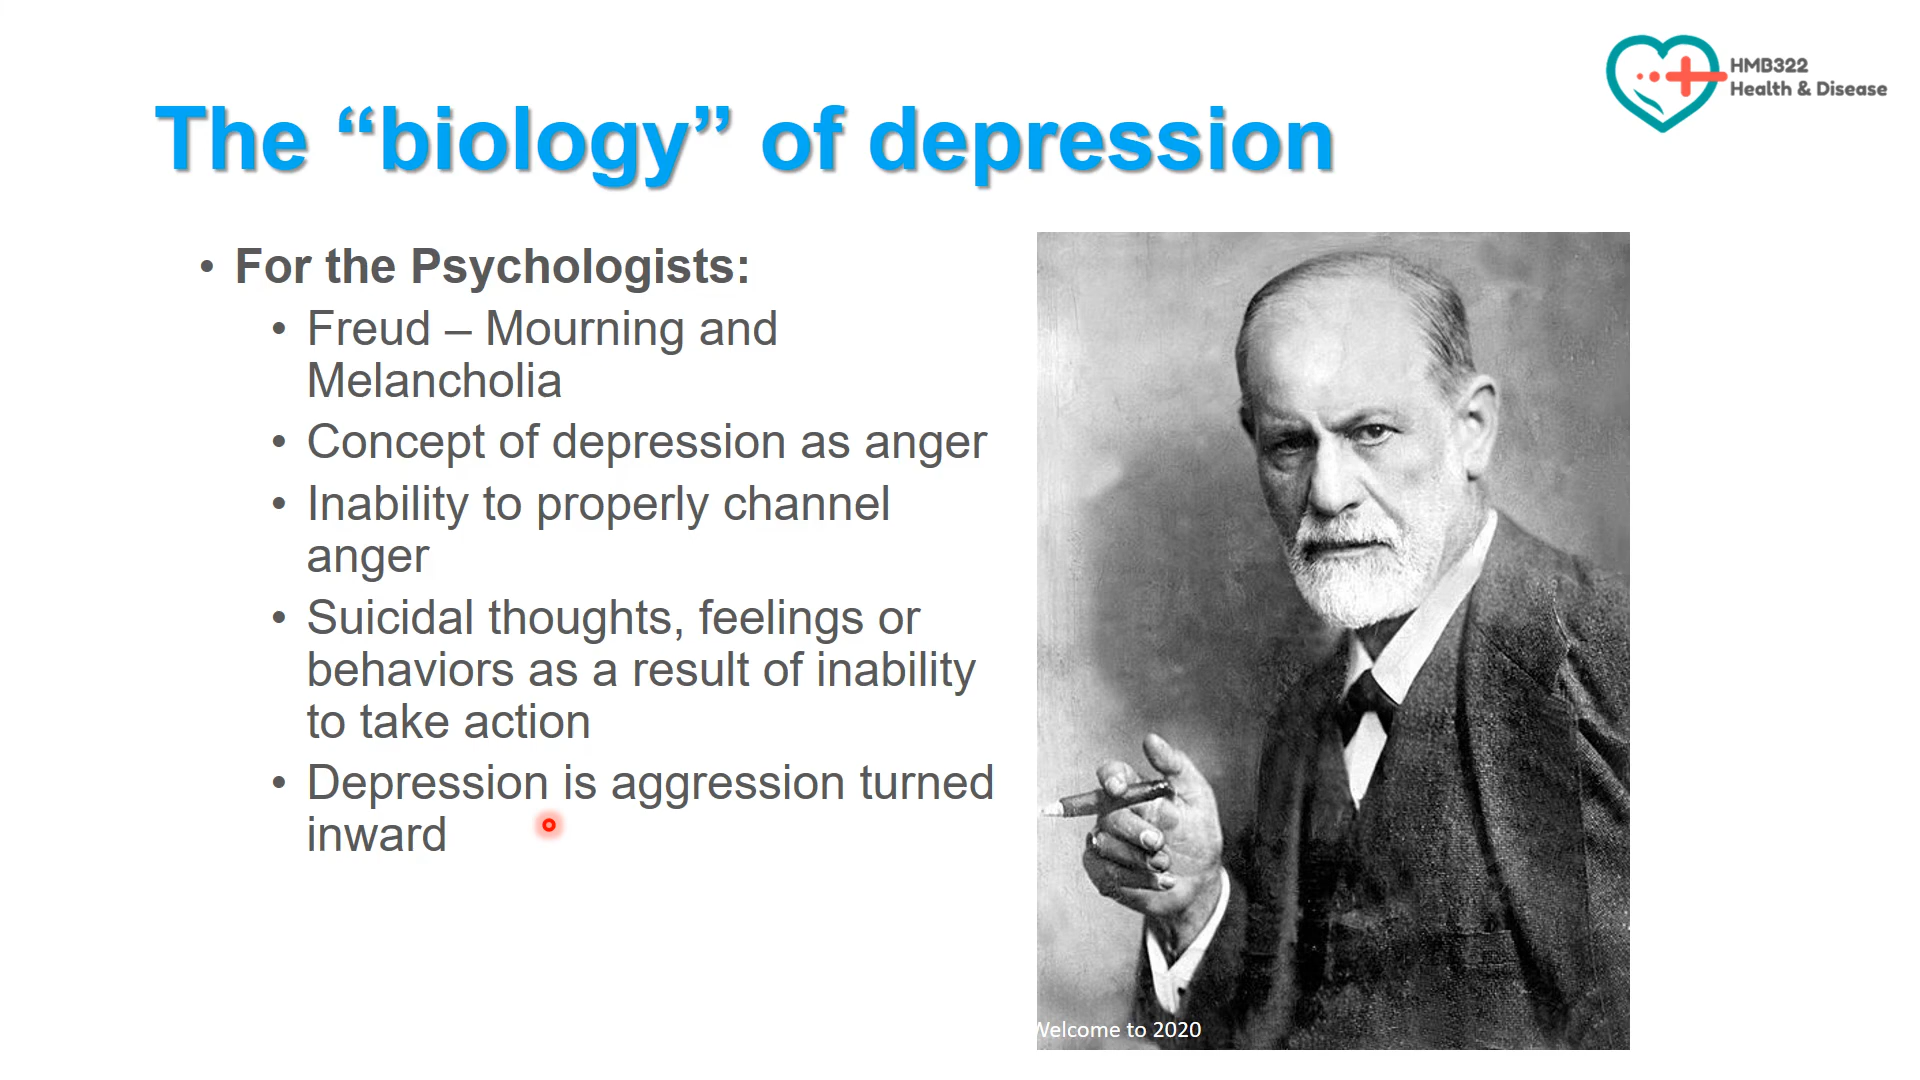 HMB322
Health & Disease
The “biology” of depression
• For the Psychologists:
• Freud – Mourning and
Melancholia
• Concept of depression as anger
• Inability to properly channel
anger
• Suicidal thoughts, feelings or
behaviors as a result of inability
to take action
• Depression is aggression turned
inward
Welcome to 2020